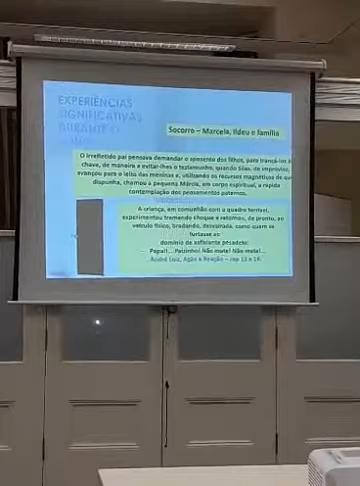 EXPERIÊNCIAS
SIGNIFICATIVAS
DURANTE O
Socorro – Marcela, Ildeu e família
O irrefletido pai pensava demandar o aposento dos filhos, para trancá-los à
chave, de maneira a evitar-lhes o testemunho, quando Silas, de improviso,
avançou para o leito das meninas e, utilizando os recursos magnéticos de que
dispunha, chamou a pequena Márcia, em corpo espiritual, a rápida
contemplação dos pensamentos paternos.
A criança, em comunhão com o quadro terrível,
experimentou tremendo choque e retornou, de pronto, ao
veículo físico, bradando, desvairada, como quem se
furtasse ao
domínio de asfixiante pesadelo:
— Papai!... Paizinho! Não mate! Não mate!...
André Luiz, Ação e Reação – cap 13 e 14.